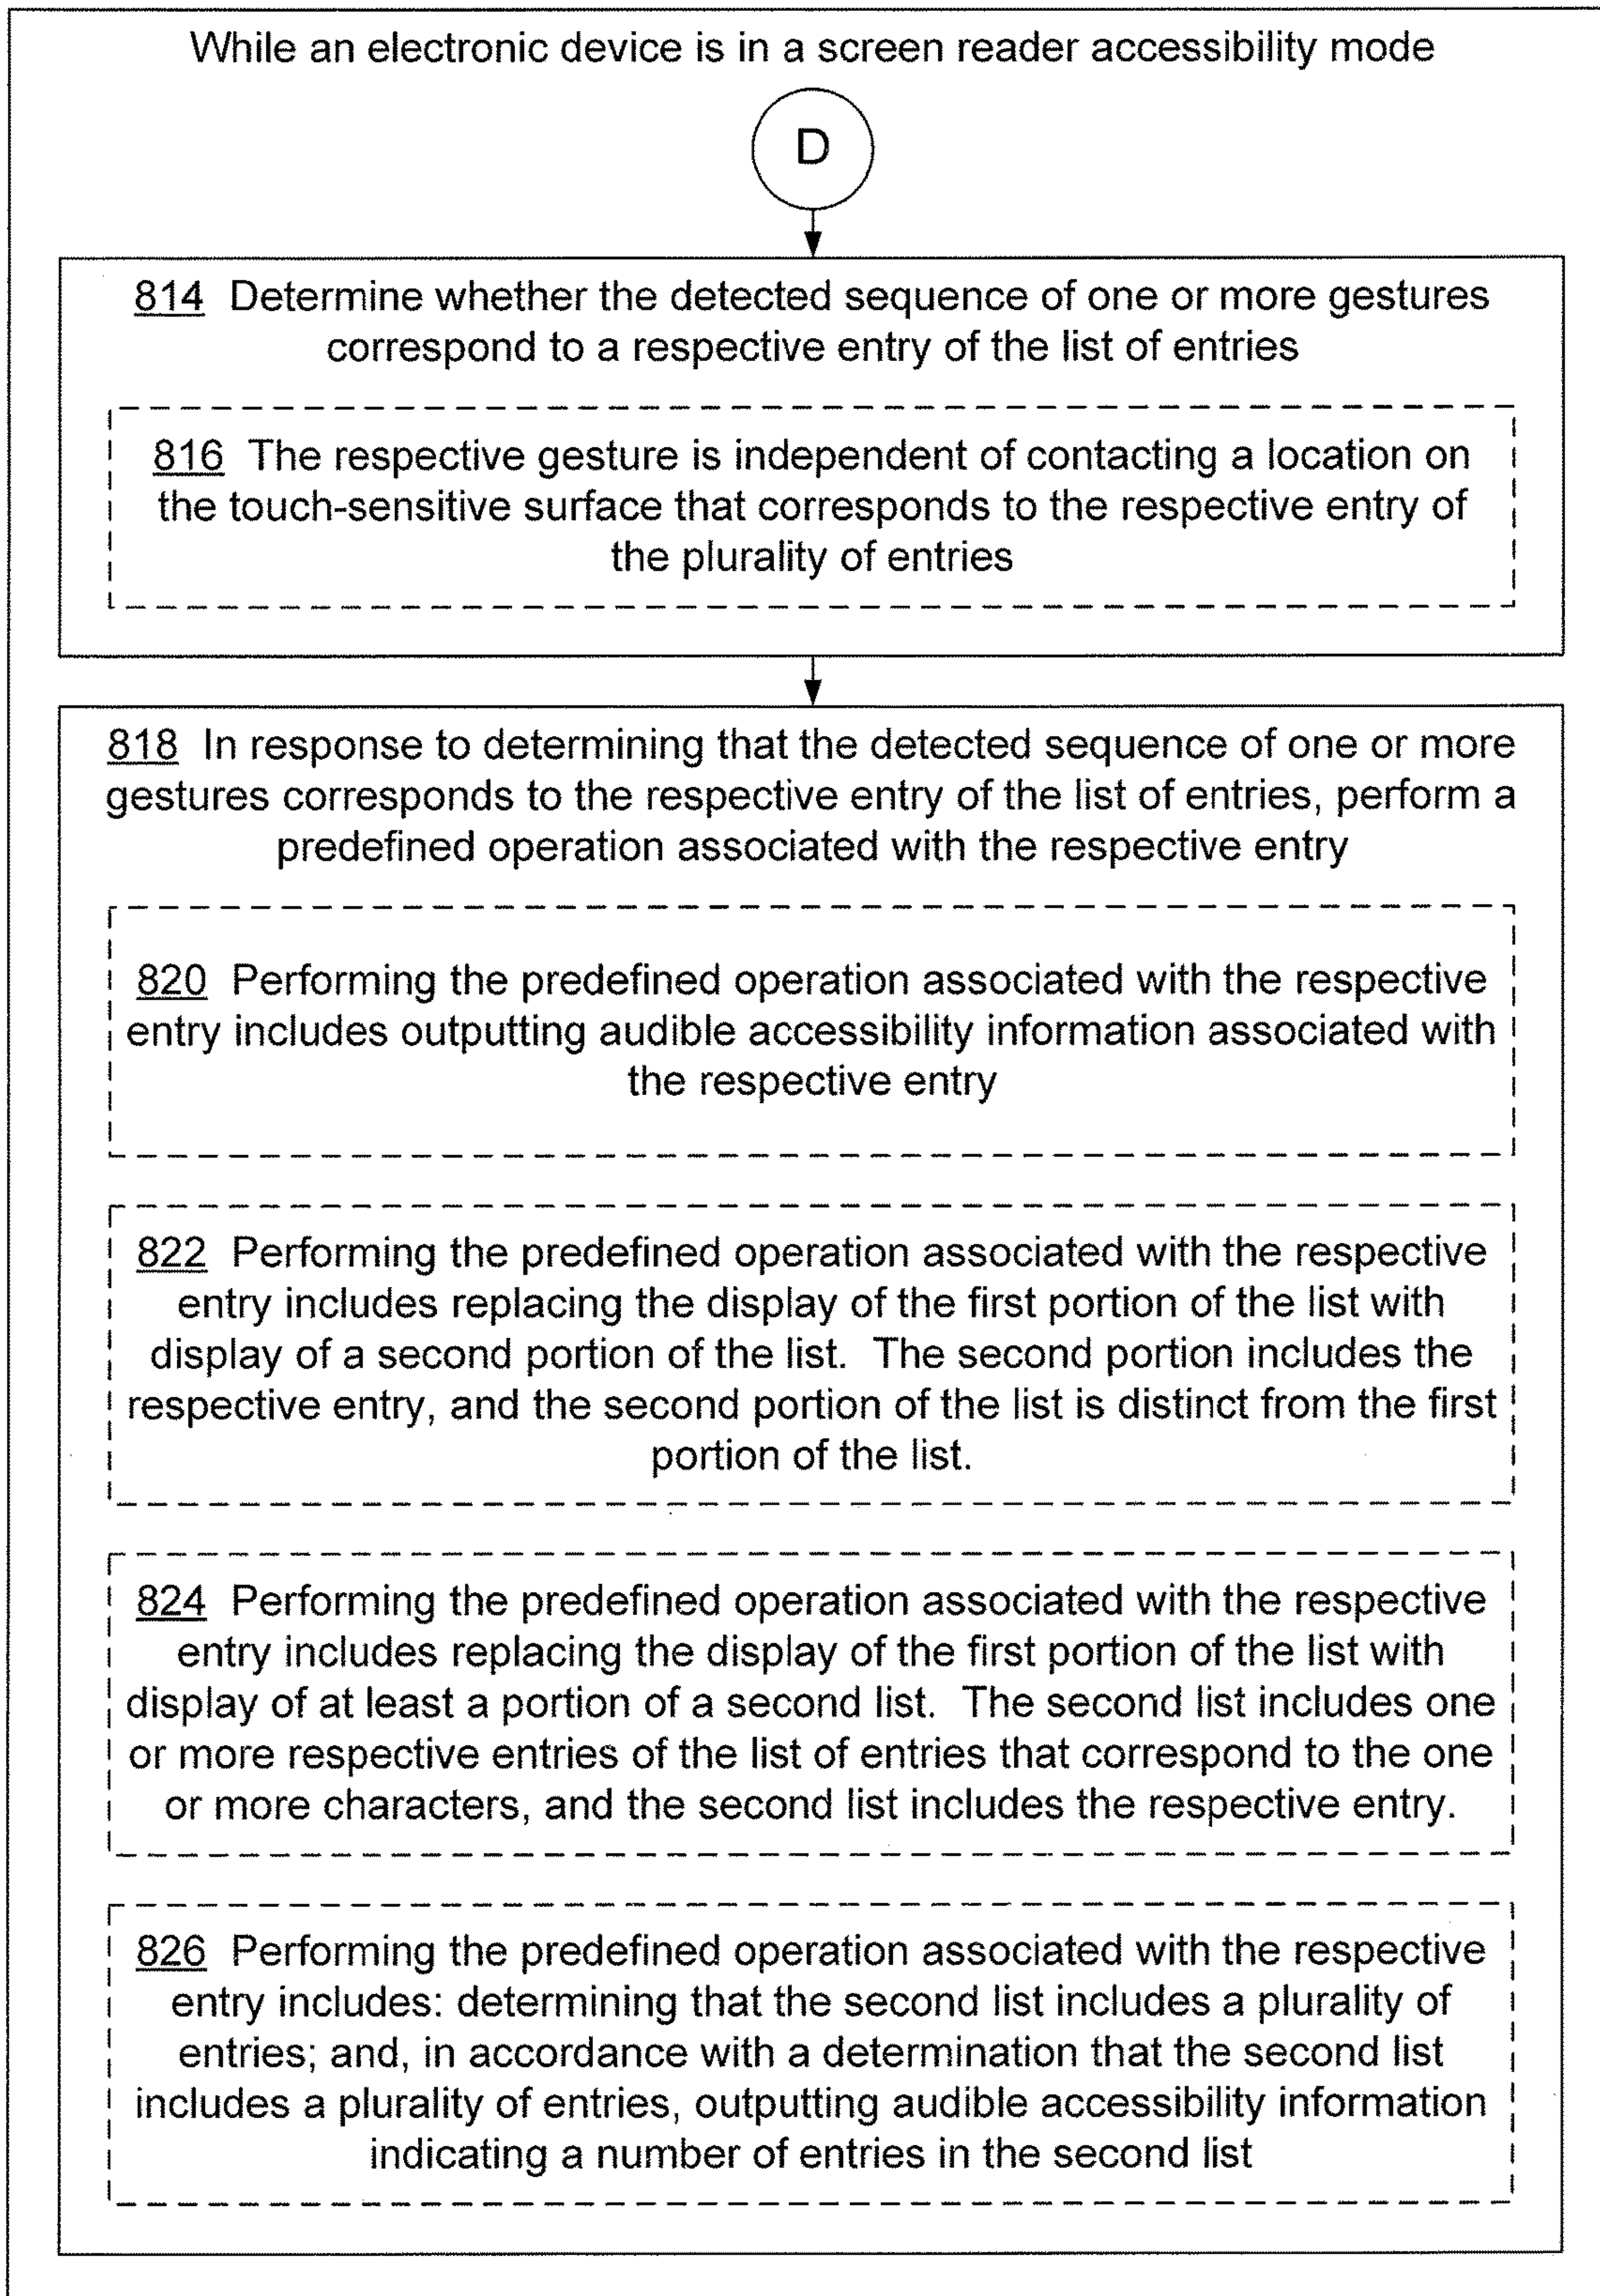 While an electronic device is in a screen reader accessibility mode
D
814 Determine whether the detected sequence of one or more gestures
correspond to a respective entry of the list of entries
816 The respective gesture is independent of contacting a location on
the touch-sensitive surface that corresponds to the respective entry of
the plurality of entries
818 In response to determining that the detected sequence of one or more
gestures corresponds to the respective entry of the list of entries, perform a
predefined operation associated with the respective entry
820 Performing the predefined operation associated with the respective
entry includes outputting audible accessibility information associated with
the respective entry
822 Performing the predefined operation associated with the respective
entry includes replacing the display of the first portion of the list with
display of a second portion of the list. The second portion includes the
respective entry, and the second portion of the list is distinct from the first
portion of the list.
824 Performing the predefined operation associated with the respective
entry includes replacing the display of the first portion of the list with
display of at least a portion of a second list. The second list includes one
or more respective entries of the list of entries that correspond to the one
or more characters, and the second list includes the respective entry.
826 Performing the predefined operation associated with the respective
entry includes: determining that the second list includes a plurality of
entries; and, in accordance with a determination that the second list
includes a plurality of entries, outputting audible accessibility information
indicating a number of entries in the second list